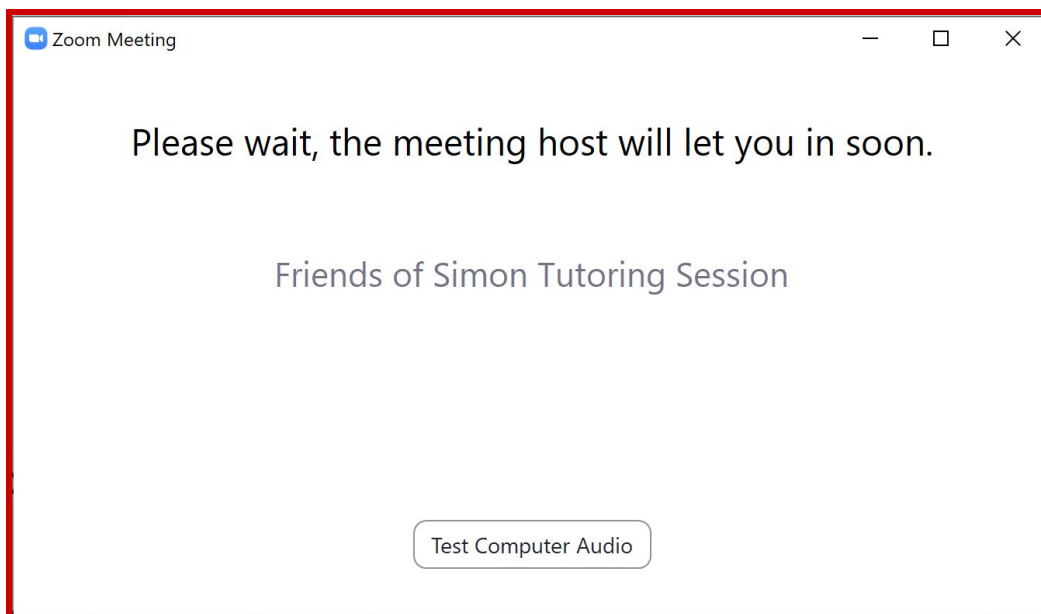 Zoom Meeting
Please wait, the meeting host will let you in soon.
Friends of Simon Tutoring Session
Test Computer Audio